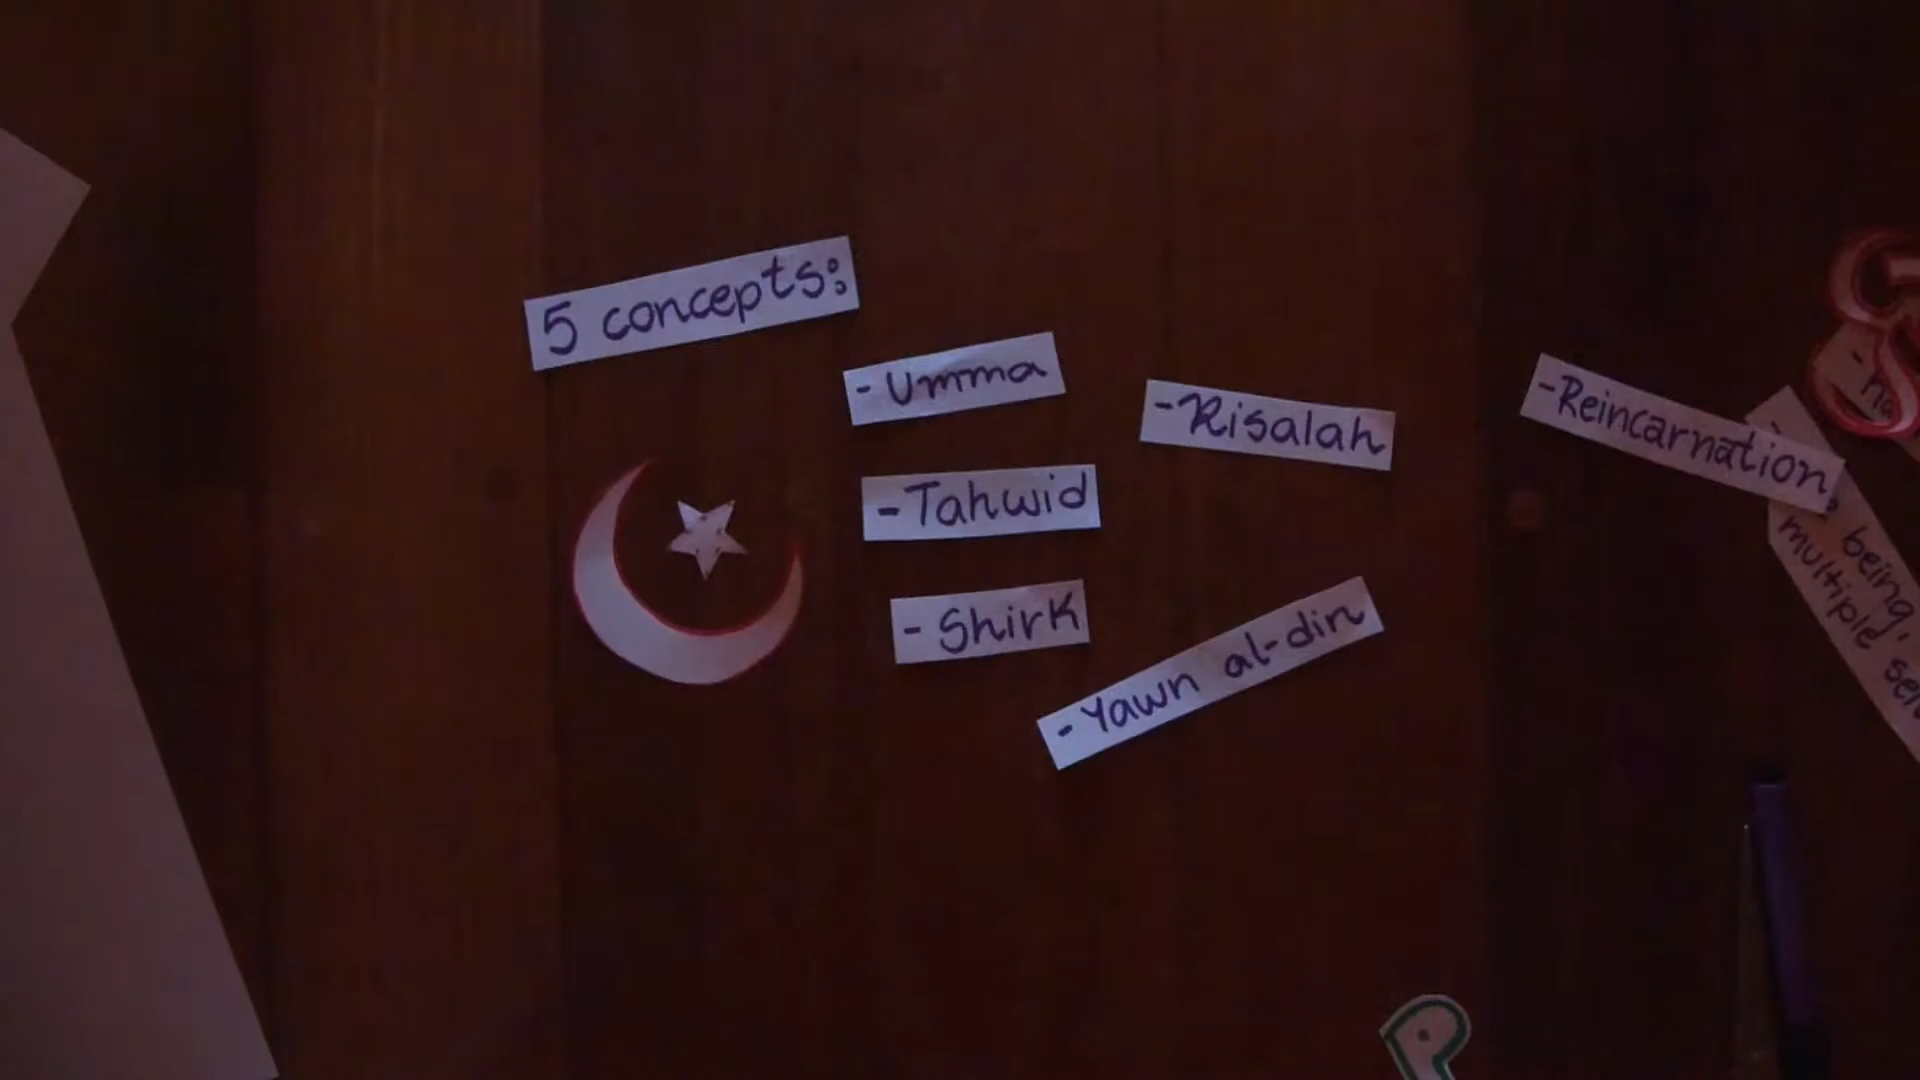 5 concepts:
- Umma
- Risalah
- Tahwid
- Shirk
- Yawn al-din
-Reincarnation,
being,
multiple